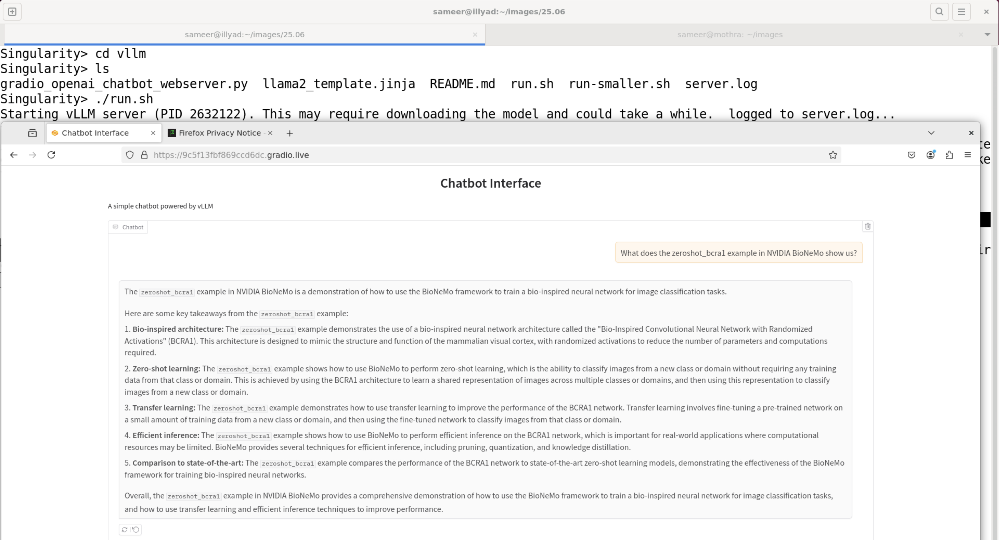 sameer@illyad:~/images/25.06
sameer@illyad:~/images/25.06 sameer@mothra: ~/images
Singularity> cd vllm
Singularity> ls
gradio_openai_chatbot_webserver.py llama2_template.jinja README.md run.sh run-smaller.sh server.log
Singularity> ./run.sh
Starting vLLM server (PID 2632122). This may require downloading the model and could take a while. logged to server.log...
Chatbot Interface Firefox Privacy Notice
https://9c5f13fbf869ccd6dc.gradio.live
Chatbot Interface
A simple chatbot powered by vLLM
Chatbot
What does the zeroshot_bcra1 example in NVIDIA BioNeMo show us?
The zeroshot_bcra1 example in NVIDIA BioNeMo is a demonstration of how to use the BioNeMo framework to train a bio-inspired neural network for image classification tasks.
Here are some key takeaways from the zeroshot_bcra1 example:
1. Bio-inspired architecture: The zeroshot_bcra1 example demonstrates the use of a bio-inspired neural network architecture called the "Bio-Inspired Convolutional Neural Network with Randomized
Activations" (BCRA1). This architecture is designed to mimic the structure and function of the mammalian visual cortex, with randomized activations to reduce the number of parameters and computations
required.
2. Zero-shot learning: The zeroshot_bcra1 example shows how to use BioNeMo to perform zero-shot learning, which is the ability to classify images from a new class or domain without requiring any training
data from that class or domain. This is achieved by using the BCRA1 architecture to learn a shared representation of images across multiple classes or domains, and then using this representation to classify
images from a new class or domain.
3. Transfer learning: The zeroshot_bcra1 example demonstrates how to use transfer learning to improve the performance of the BCRA1 network. Transfer learning involves fine-tuning a pre-trained network on
a small amount of training data from a new class or domain, and then using the fine-tuned network to classify images from that class or domain.
4. Efficient inference: The zeroshot_bcra1 example shows how to use BioNeMo to perform efficient inference on the BCRA1 network, which is important for real-world applications where computational
resources may be limited. BioNeMo provides several techniques for efficient inference, including pruning, quantization, and knowledge distillation.
5. Comparison to state-of-the-art: The zeroshot_bcra1 example compares the performance of the BCRA1 network to state-of-the-art zero-shot learning models, demonstrating the effectiveness of the BioNeMo
framework for training bio-inspired neural networks.
Overall, the zeroshot_bcra1 example in NVIDIA BioNeMo provides a comprehensive demonstration of how to use the BioNeMo framework to train a bio-inspired neural network for image classification tasks,
and how to use transfer learning and efficient inference techniques to improve performance.